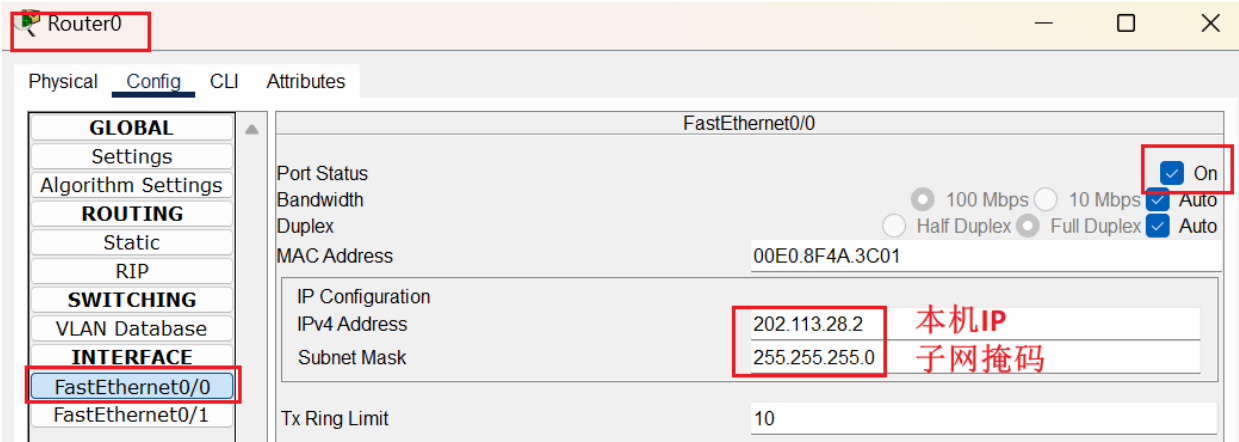 Router0
Physical Config CLI Attributes
GLOBAL
Settings
Algorithm Settings
ROUTING
Static
RIP
SWITCHING
VLAN Database
INTERFACE
FastEthernet0/0
FastEthernet0/1
FastEthernet0/0
Port Status On
Bandwidth 100 Mbps 10 Mbps Auto
Duplex Half Duplex Full Duplex Auto
MAC Address 00E0.8F4A.3C01
IP Configuration
IPv4 Address 202.113.28.2 本机IP
Subnet Mask 255.255.255.0 子网掩码
Tx Ring Limit 10